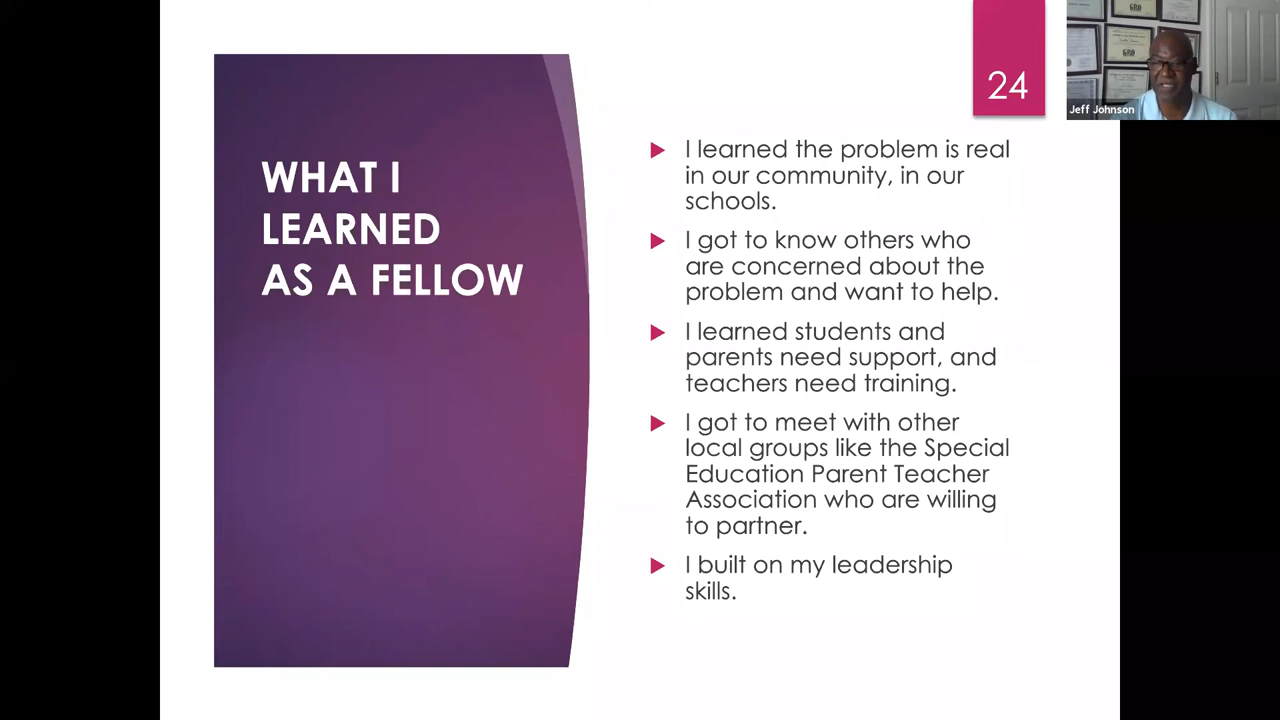 24
Jeff Johnson
WHAT I
LEARNED
AS A FELLOW
I learned the problem is real
in our community, in our
schools.
I got to know others who
are concerned about the
problem and want to help.
I learned students and
parents need support, and
teachers need training.
I got to meet with other
local groups like the Special
Education Parent Teacher
Association who are willing
to partner.
I built on my leadership
skills.